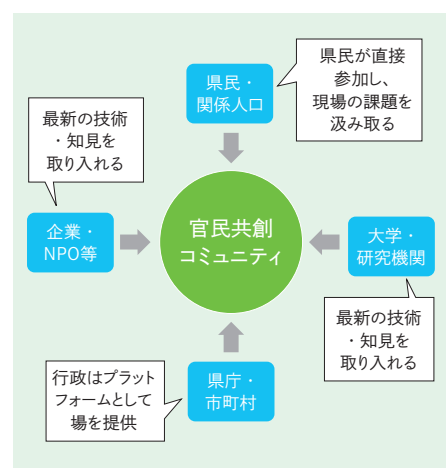 県民が直接
参加し、
現場の課題を
汲み取る
県民・
関係人口
最新の技術
・知見を
取り入れる
企業・
NPO等
官民共創
コミュニティ
大学・
研究機関
最新の技術
・知見を
取り入れる
行政はプラット
フォームとして
場を提供
県庁・
市町村